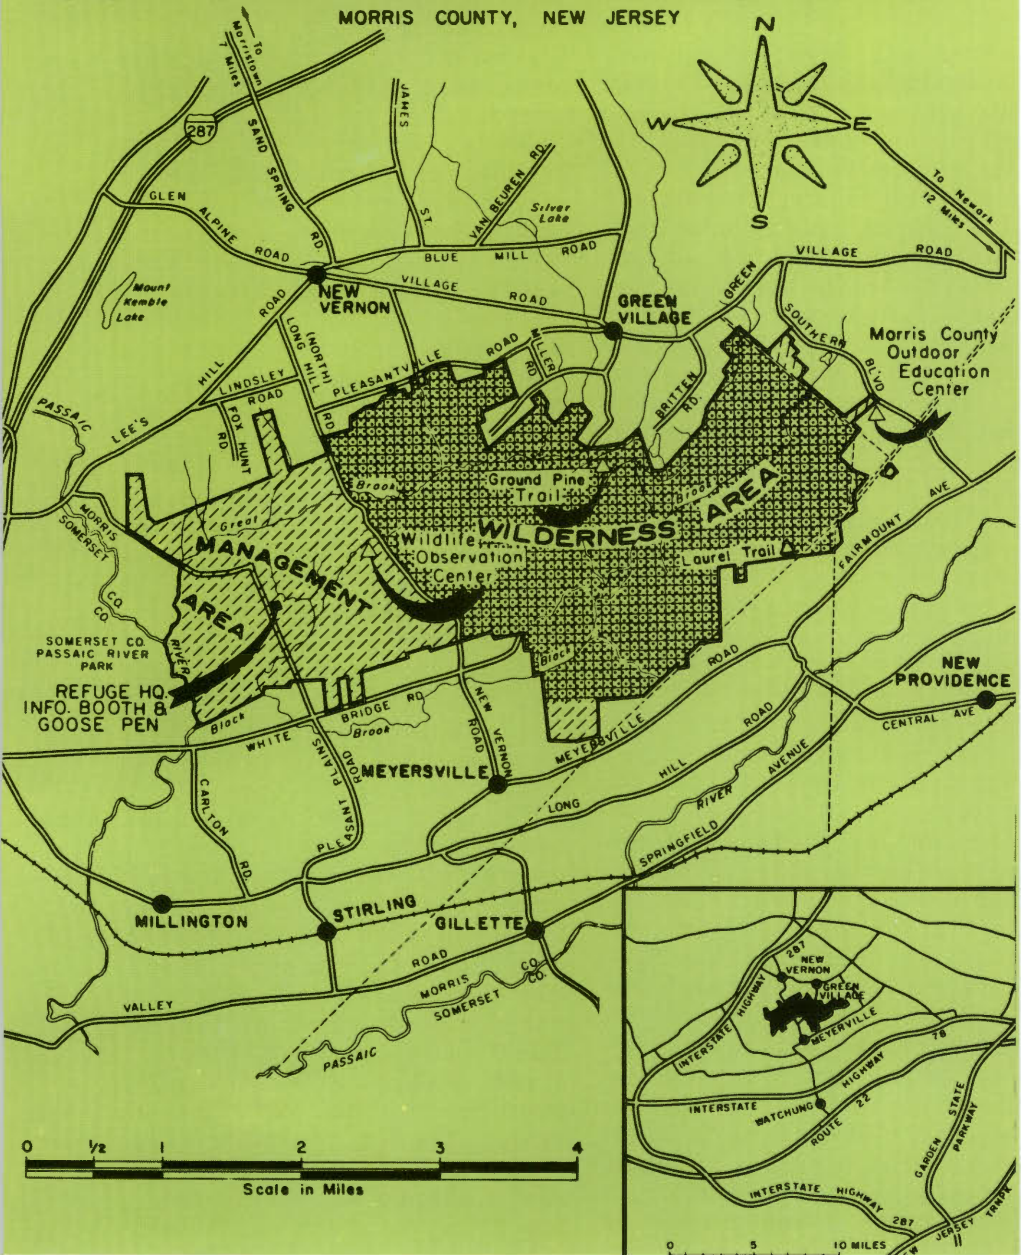 MORRIS COUNTY, NEW JERSEY
To
Morristown
7 Miles
N
W
E
S
287
JAMES
ST.
SAND SPRING RD.
VAN BEUREN RD.
Silver
Lake
GLEN ALPINE ROAD
BLUE MILL ROAD
To Newark
12 Miles
GREEN VILLAGE ROAD
Mount
Kemble
Lake
NEW
VERNON
VILLAGE ROAD
GREEN
VILLAGE
SOUTHERN BL'VD
Morris County
Outdoor
Education
Center
LEE'S HILL ROAD
LONG HILL
(NORTH)
RD.
LINDSLEY
ROAD
FOX HUNT
RD.
PLEASANTVILLE ROAD
MILLER
RD.
BRITTEN
RD.
PASSAIC
Brook
Great
Ground Pine
Trail
Brook
WILDERNESS AREA
MANAGEMENT
AREA
Wildlife
Observation
Center
Laurel Trail
FAIRMOUNT AVE
MORRIS CO.
SOMERSET CO.
RIVER
SOMERSET CO.
PASSAIC RIVER
PARK
REFUGE HQ.
INFO. BOOTH &
GOOSE PEN
Black
Black
WHITE BRIDGE RD.
Brook
NEW VERNON
ROAD
MEYERSVILLE ROAD
NEW
PROVIDENCE
CENTRAL AVE
MEYERSVILLE
LONG HILL ROAD
RIVER
SPRINGFIELD AVENUE
CARLTON RD.
PLEASANT PLAINS
ROAD
MILLINGTON
STIRLING
GILLETTE
VALLEY ROAD
MORRIS CO.
SOMERSET CO.
PASSAIC
0 1/2 1 2 3 4
Scale in Miles
287
NEW
VERNON
GREEN
VILLAGE
MEYERVILLE
INTERSTATE HIGHWAY
INTERSTATE HIGHWAY 78
WATCHUNG
ROUTE 22
GARDEN STATE
PARKWAY
INTERSTATE HIGHWAY 287
JERSEY TRNPK
0 5 10 MILES